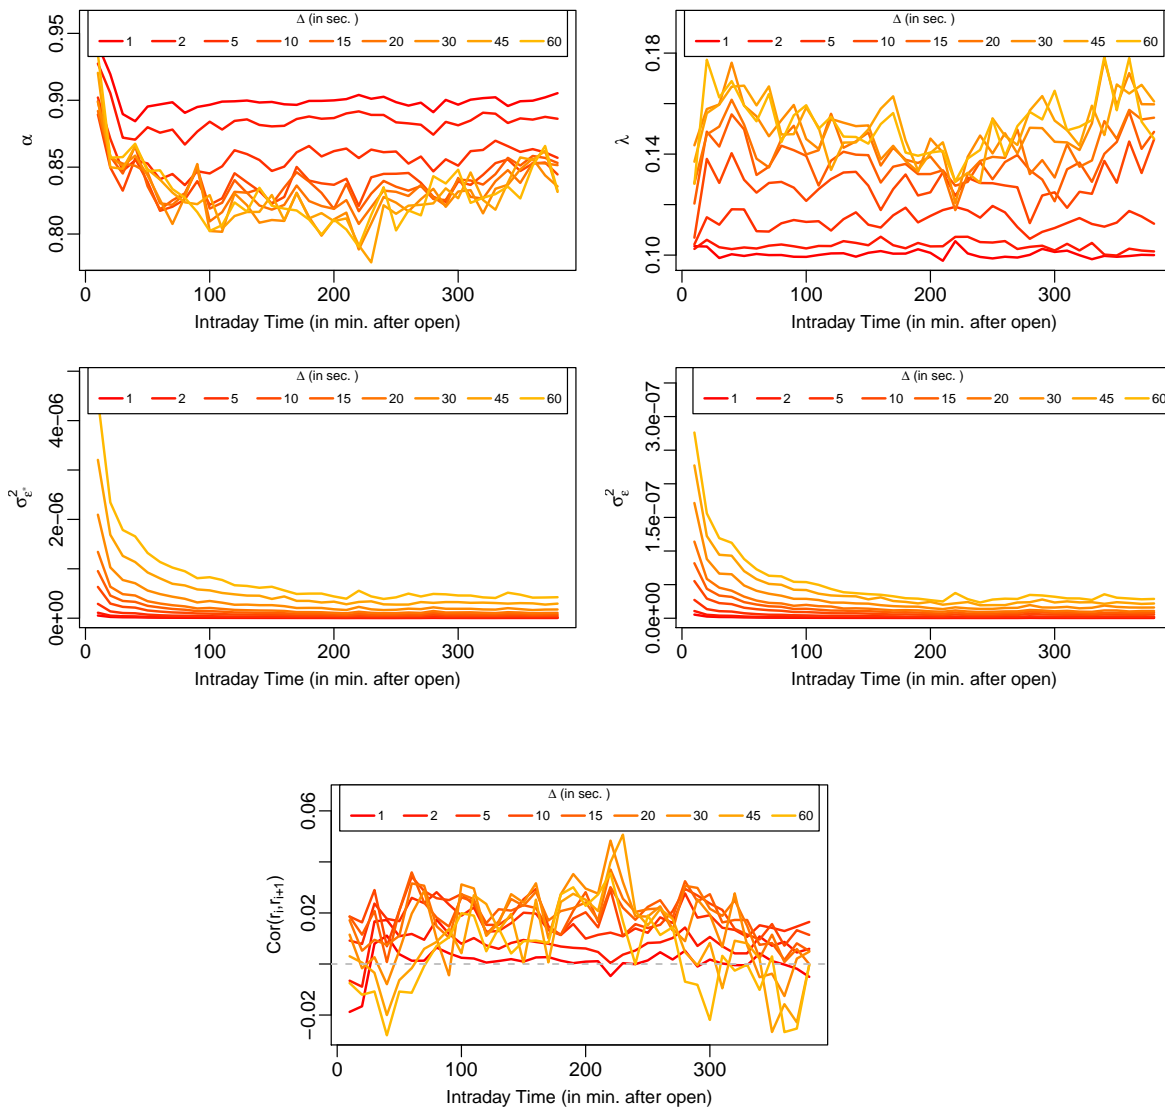 Δ (in sec. )
1 2 5 10 15 20 30 45 60
0.95
0.90
0.85
0.80
α
0 100 200 300
Intraday Time (in min. after open)
Δ (in sec. )
1 2 5 10 15 20 30 45 60
0.18
0.14
0.10
λ
0 100 200 300
Intraday Time (in min. after open)
Δ (in sec. )
1 2 5 10 15 20 30 45 60
4e−06
2e−06
0e+00
σ²ε*
0 100 200 300
Intraday Time (in min. after open)
Δ (in sec. )
1 2 5 10 15 20 30 45 60
3.0e−07
1.5e−07
0.0e+00
σ²ε
0 100 200 300
Intraday Time (in min. after open)
Δ (in sec. )
1 2 5 10 15 20 30 45 60
0.06
0.02
−0.02
Cor(ri,ri+1)
0 100 200 300
Intraday Time (in min. after open)